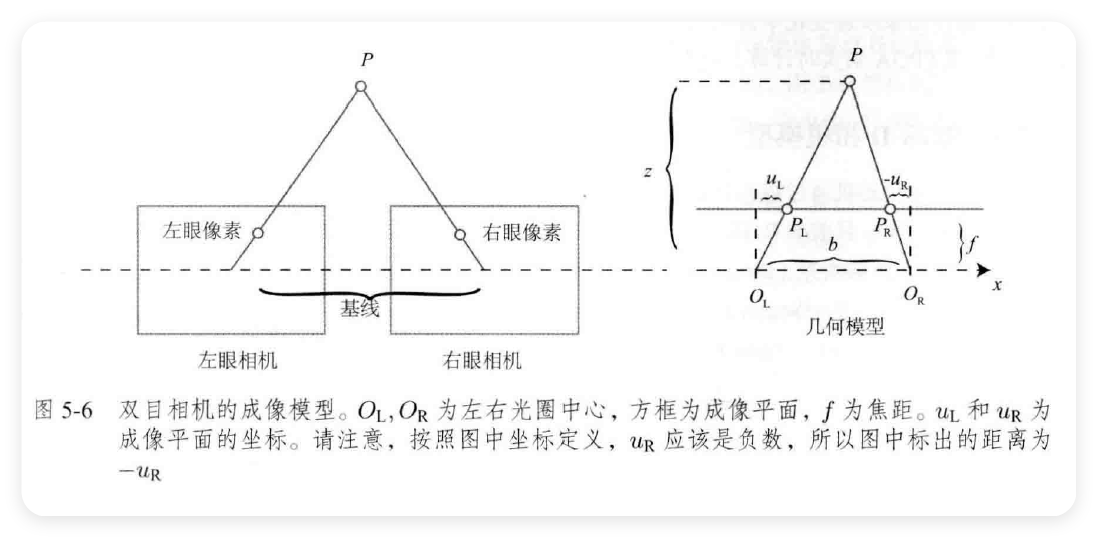 P
左眼像素
右眼像素
基线
左眼相机
右眼相机
P
z
u_L
-u_R
P_L
P_R
f
b
x
O_L
O_R
几何模型
图 5-6 双目相机的成像模型。O_L, O_R 为左右光圈中心，方框为成像平面，f 为焦距。u_L 和 u_R 为
成像平面的坐标。请注意，按照图中坐标定义，u_R 应该是负数，所以图中标出的距离为
−u_R